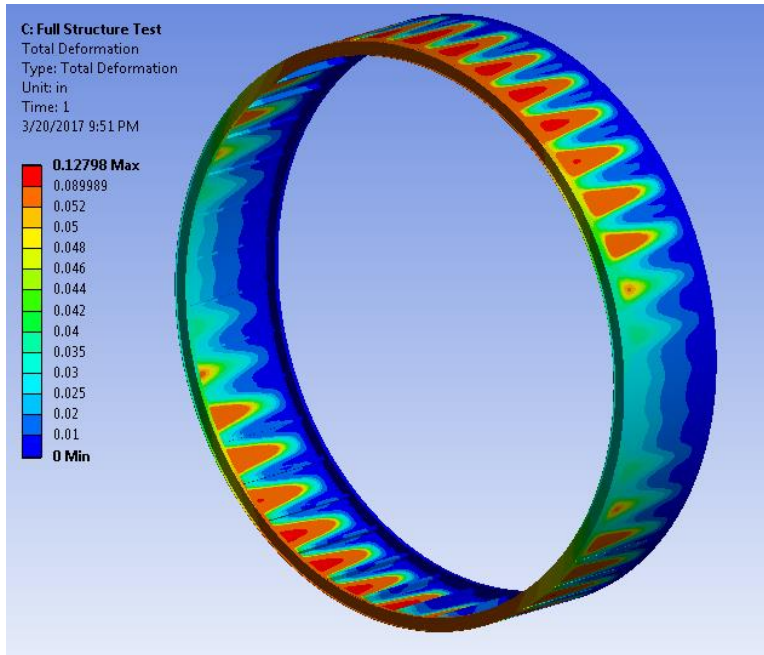 C: Full Structure Test
Total Deformation
Type: Total Deformation
Unit: in
Time: 1
3/20/2017 9:51 PM
0.12798 Max
0.089989
0.052
0.05
0.048
0.046
0.044
0.042
0.04
0.035
0.03
0.025
0.02
0.01
0 Min